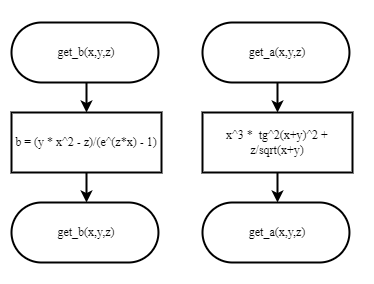 get_b(x,y,z)
b = (y * x^2 - z)/(e^(z*x) - 1)
get_b(x,y,z)
get_a(x,y,z)
x^3 * tg^2(x+y)^2 +
z/sqrt(x+y)
get_a(x,y,z)